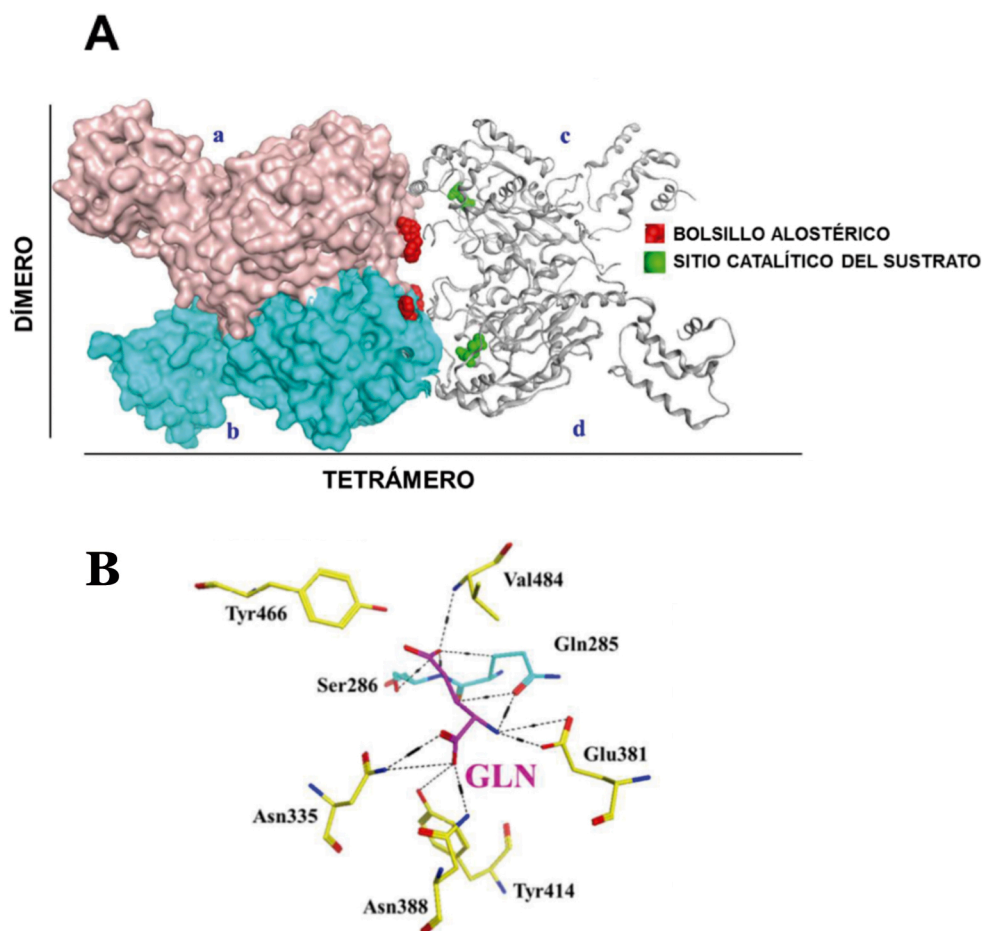 A
a
c
BOLSILLO ALOSTÉRICO
SITIO CATALÍTICO DEL SUSTRATO
DÍMERO
b
d
TETRÁMERO
B
Val484
Tyr466
Gln285
Ser286
Glu381
GLN
Asn335
Tyr414
Asn388